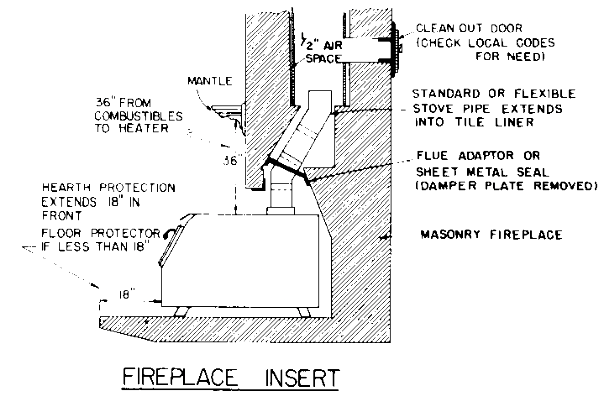 CLEAN OUT DOOR
(CHECK LOCAL CODES
FOR NEED)
1/2" AIR
SPACE
MANTLE
36" FROM
COMBUSTIBLES
TO HEATER
STANDARD OR FLEXIBLE
STOVE PIPE EXTENDS
INTO TILE LINER
36
FLUE ADAPTOR OR
SHEET METAL SEAL
(DAMPER PLATE REMOVED)
HEARTH PROTECTION
EXTENDS 18" IN
FRONT
FLOOR PROTECTOR
IF LESS THAN 18"
MASONRY FIREPLACE
18"
FIREPLACE INSERT